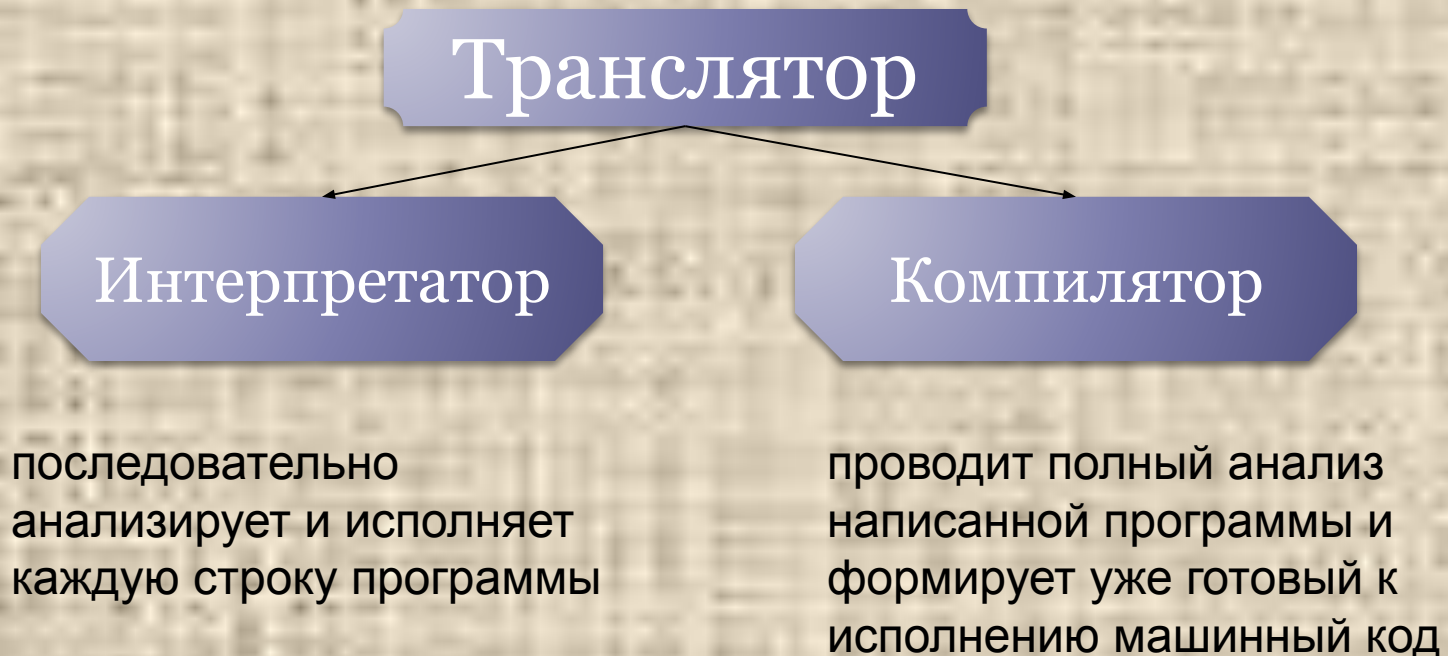 Транслятор
Интерпретатор
Компилятор
последовательно
анализирует и исполняет
каждую строку программы
проводит полный анализ
написанной программы и
формирует уже готовый к
исполнению машинный код